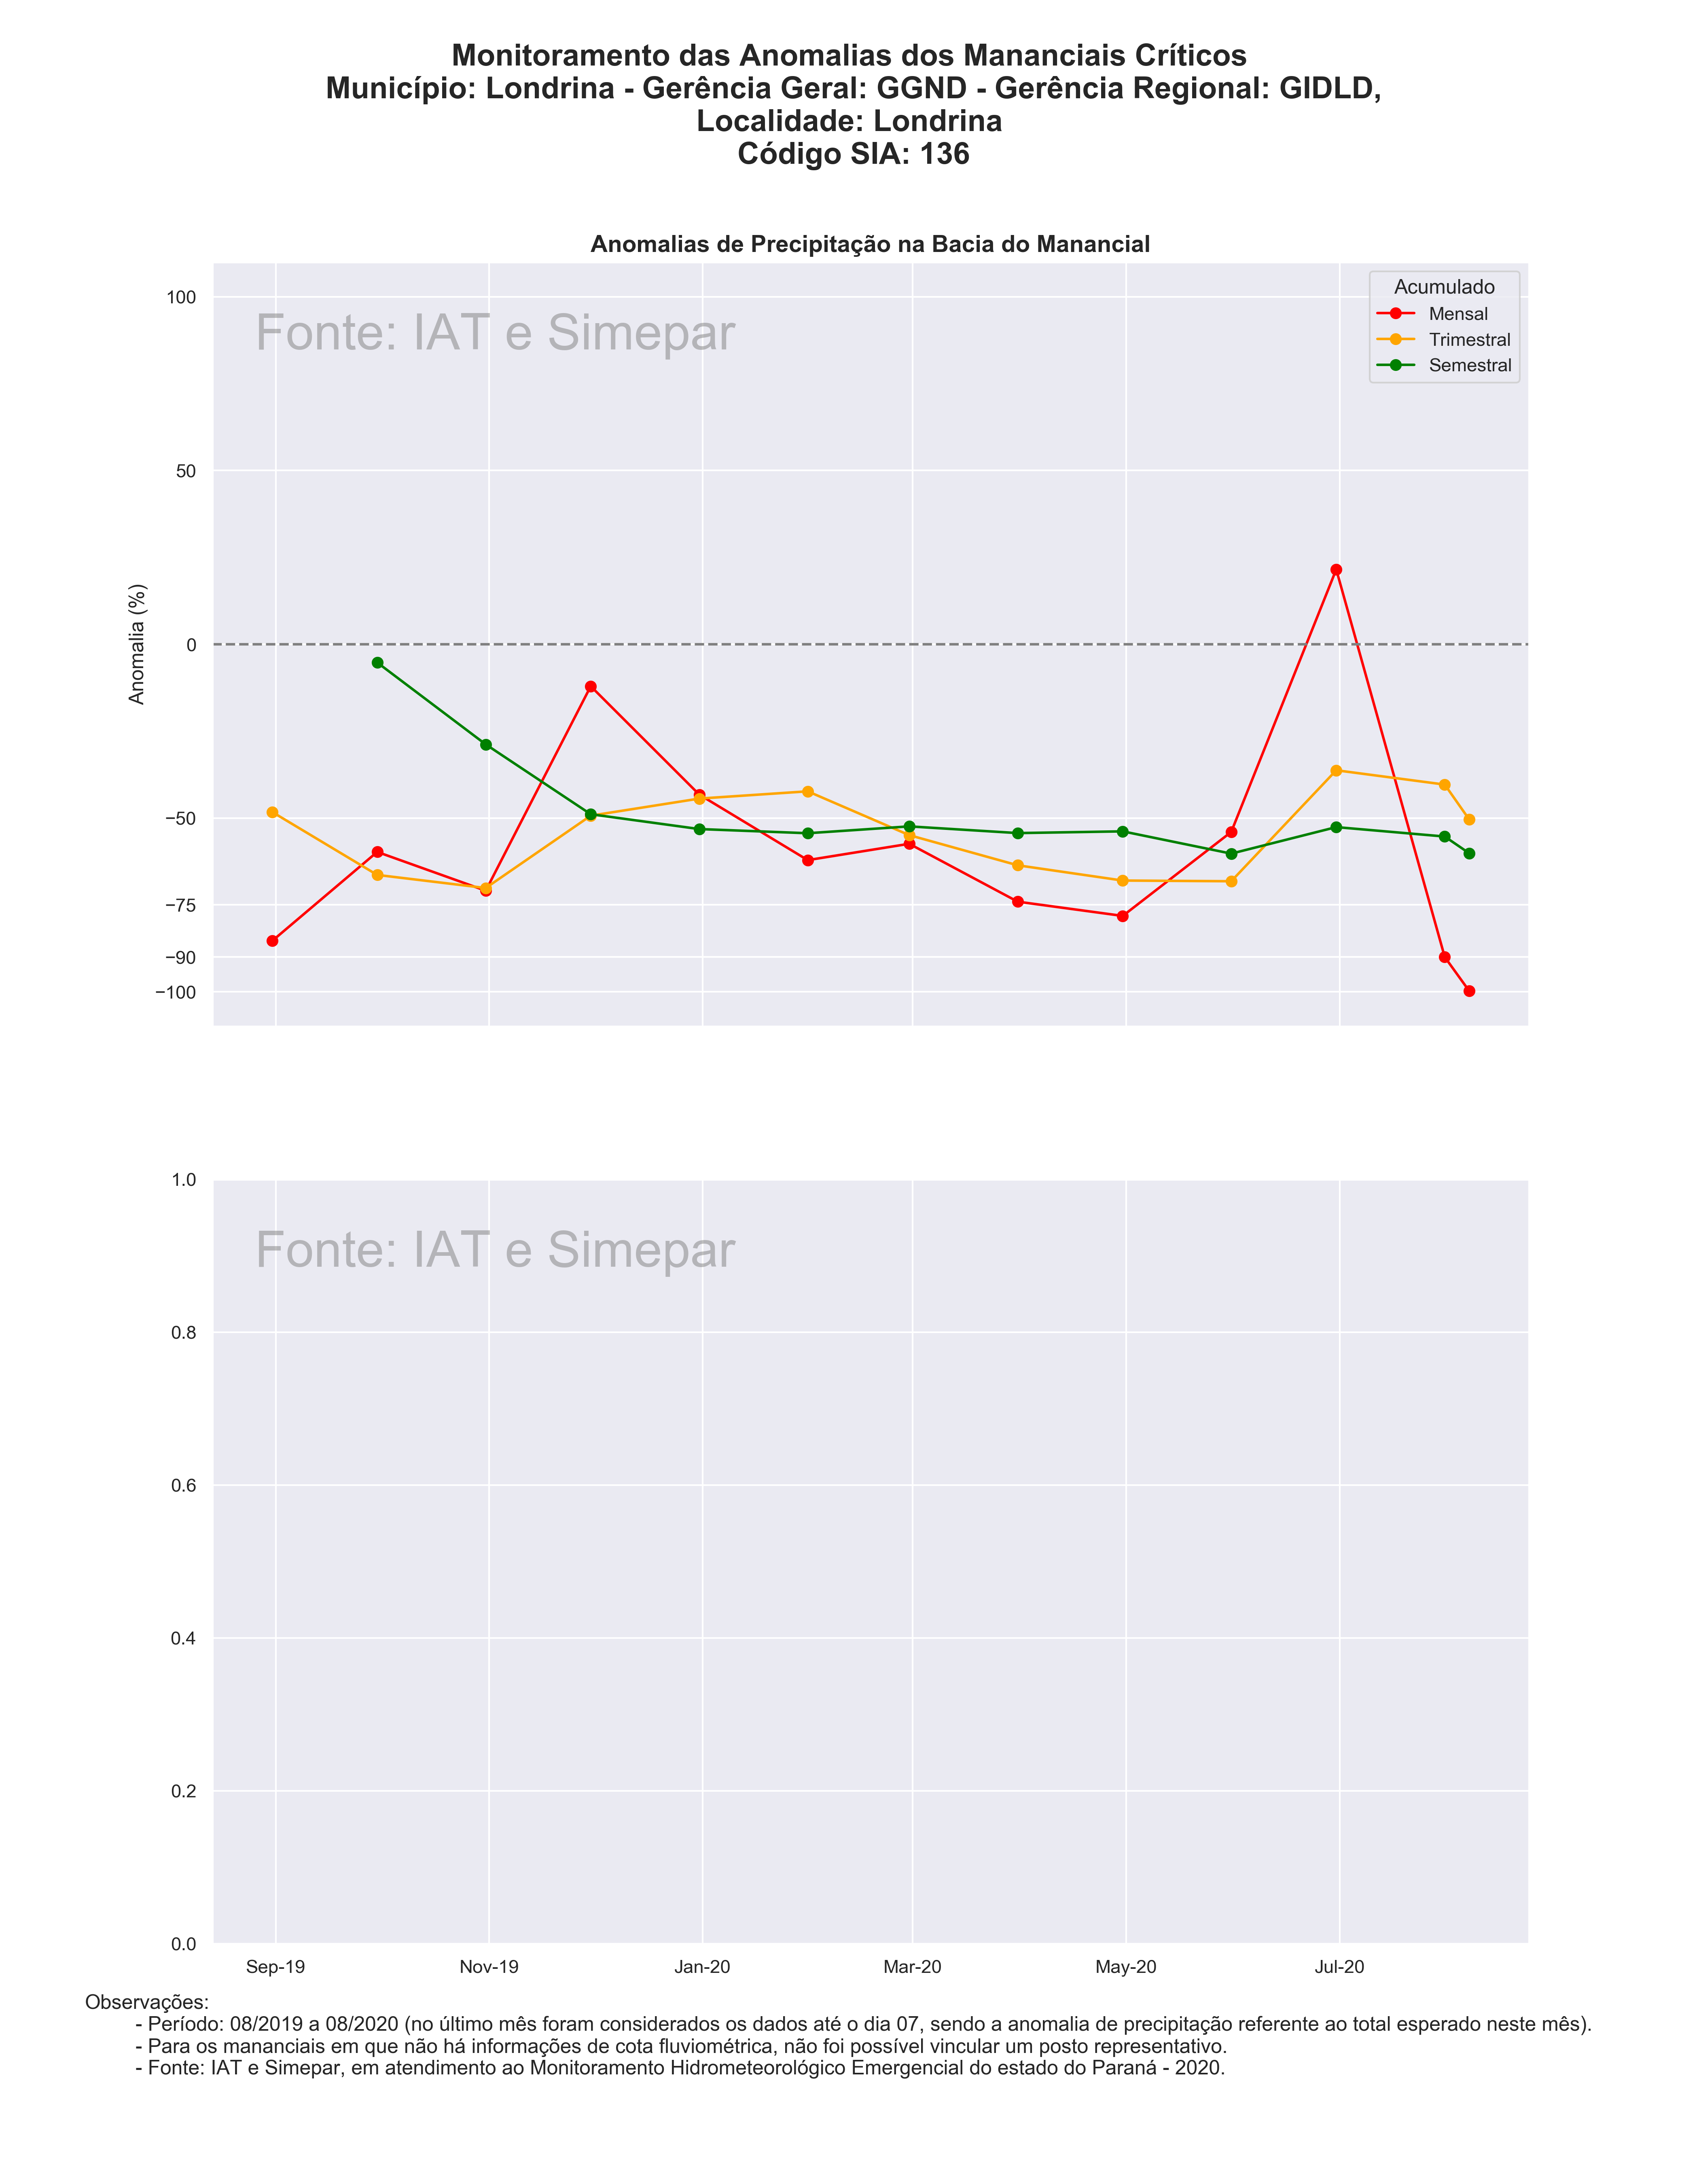 Monitoramento das Anomalias dos Mananciais Críticos
Município: Londrina - Gerência Geral: GGND - Gerência Regional: GIDLD,
Localidade: Londrina
Código SIA: 136
Anomalias de Precipitação na Bacia do Manancial
Fonte: IAT e Simepar
Acumulado
Mensal
Trimestral
Semestral
Anomalia (%)
100
50
0
−50
−75
−90
−100
Fonte: IAT e Simepar
1.0
0.8
0.6
0.4
0.2
0.0
Sep-19 Nov-19 Jan-20 Mar-20 May-20 Jul-20
Observações:
- Período: 08/2019 a 08/2020 (no último mês foram considerados os dados até o dia 07, sendo a anomalia de precipitação referente ao total esperado neste mês).
- Para os mananciais em que não há informações de cota fluviométrica, não foi possível vincular um posto representativo.
- Fonte: IAT e Simepar, em atendimento ao Monitoramento Hidrometeorológico Emergencial do estado do Paraná - 2020.